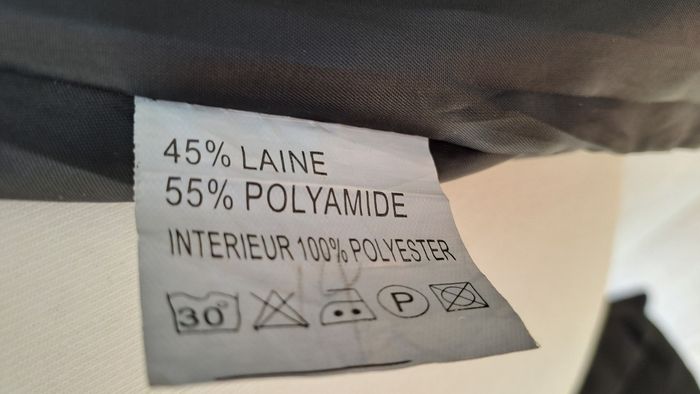 45% LAINE
55% POLYAMIDE
INTERIEUR 100% POLYESTER
30° P